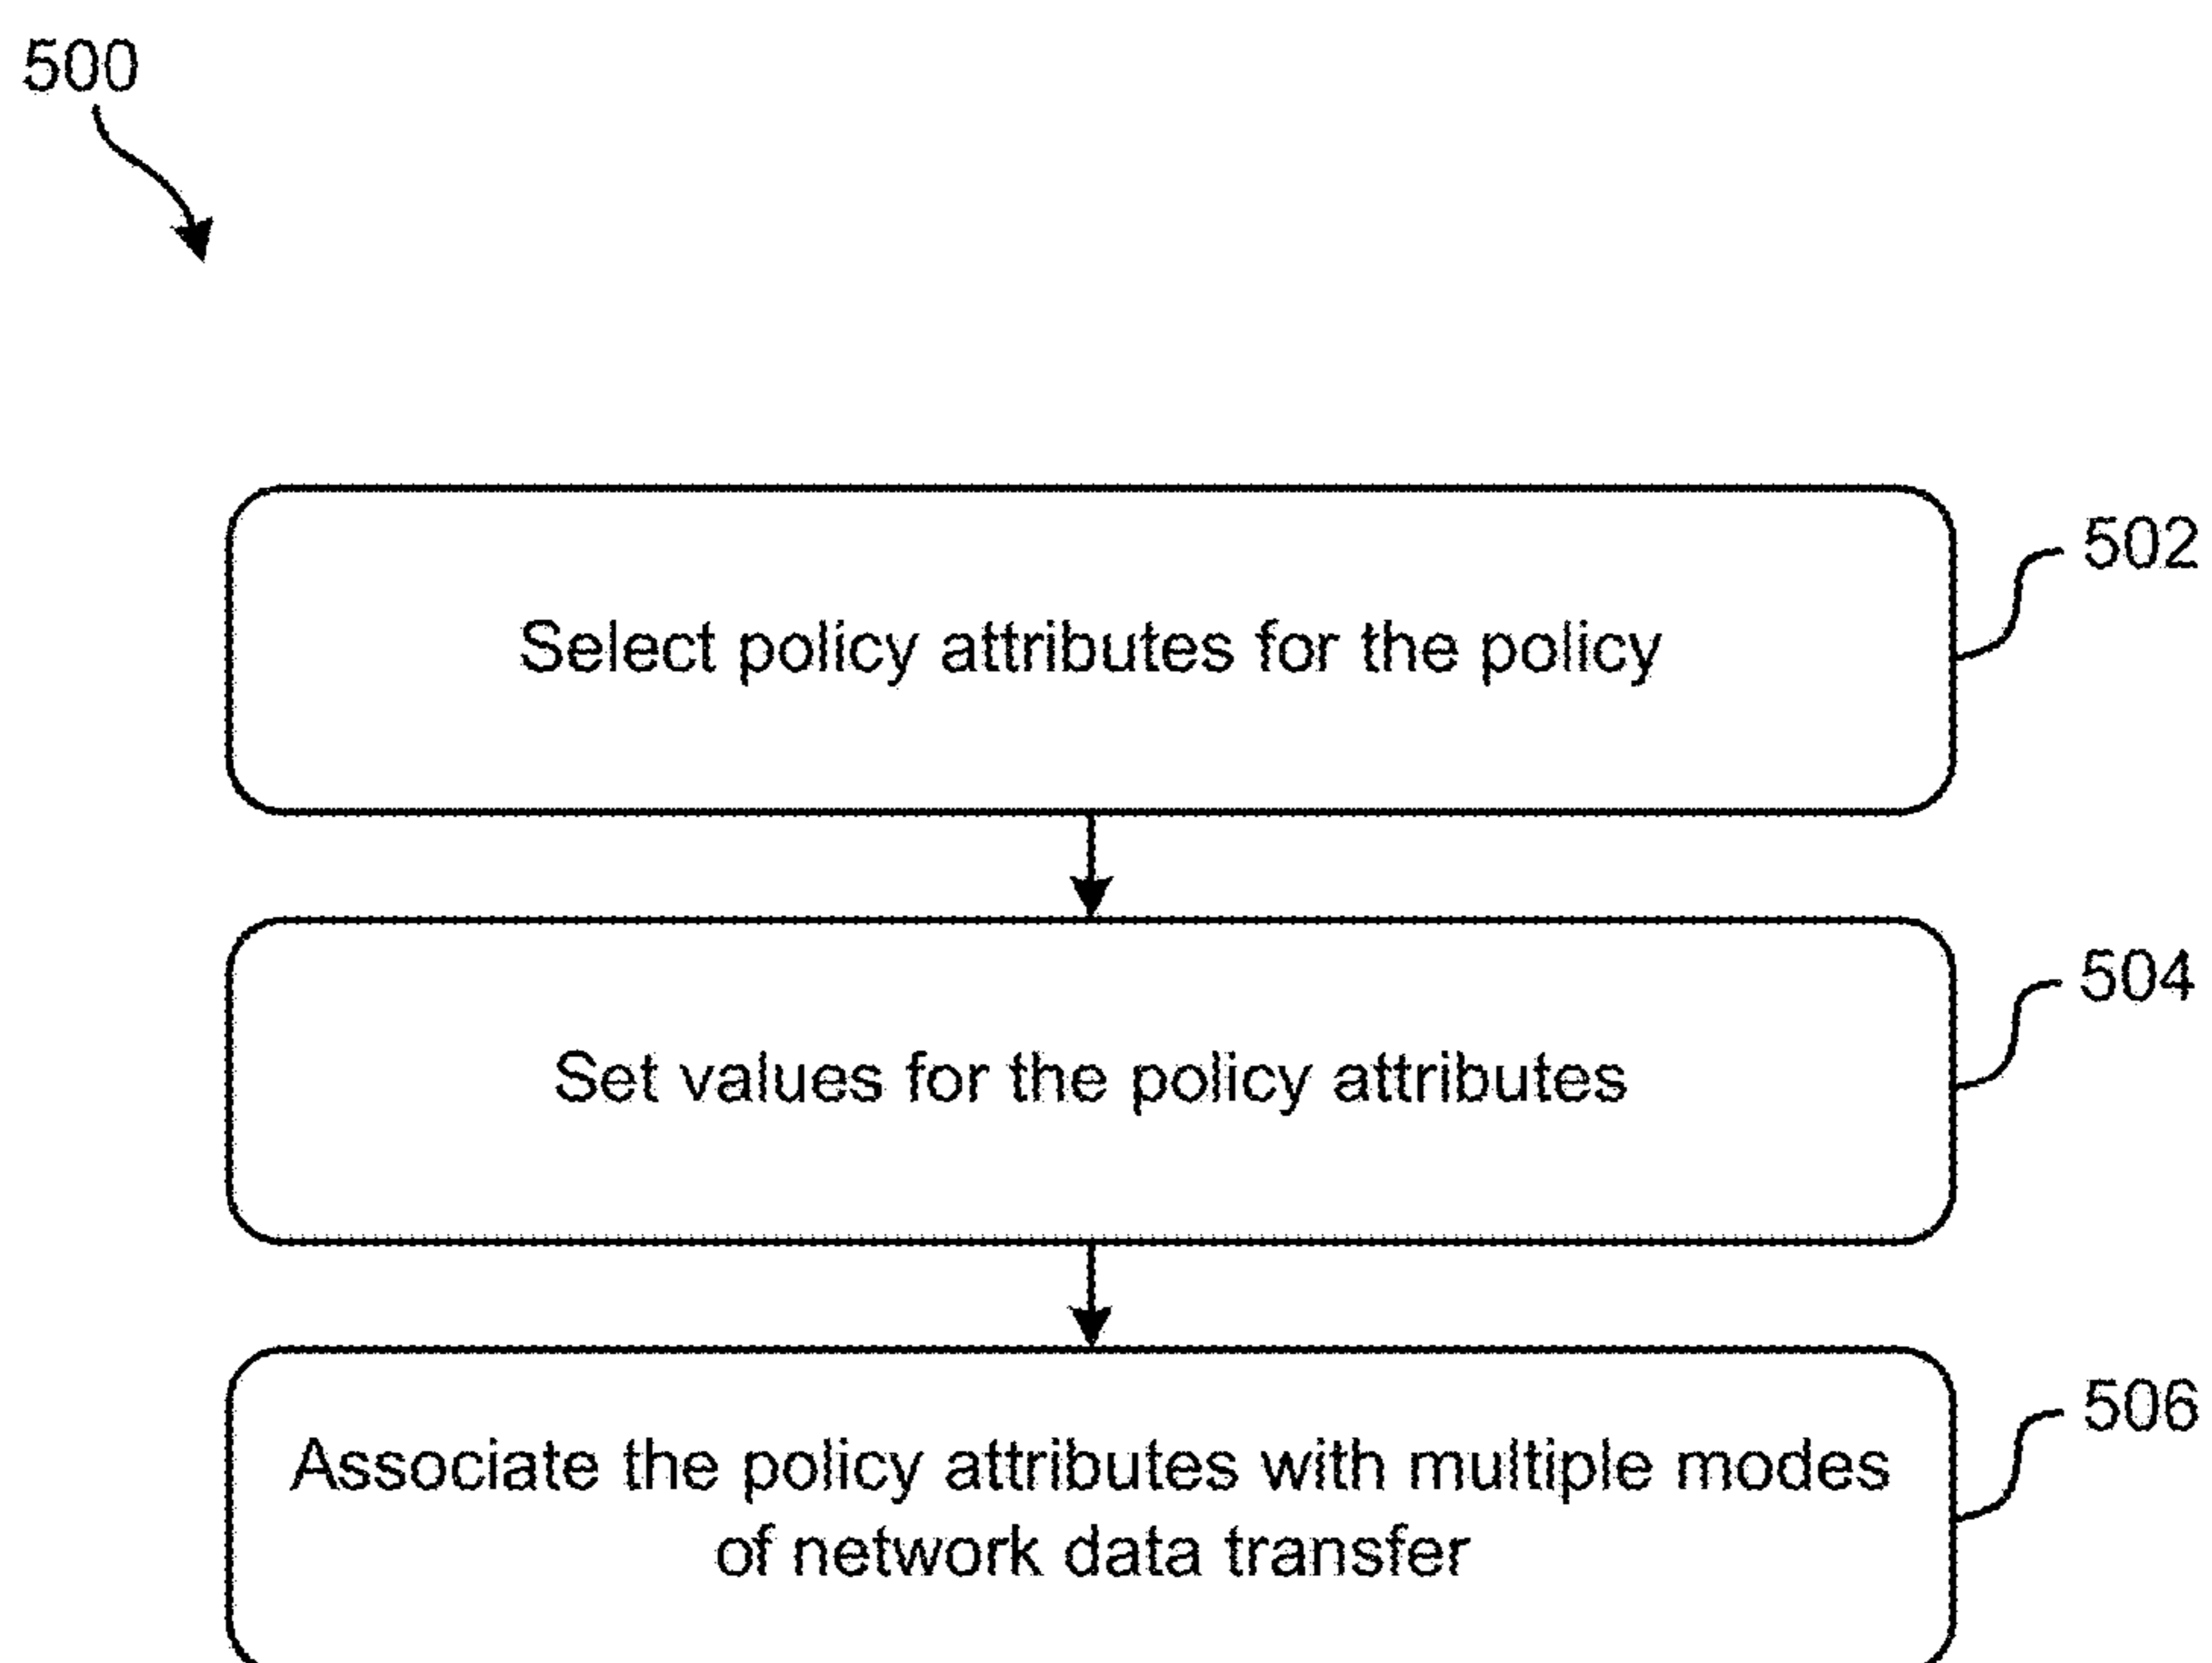 500
502
Select policy attributes for the policy
504
Set values for the policy attributes
506
Associate the policy attributes with multiple modes
of network data transfer